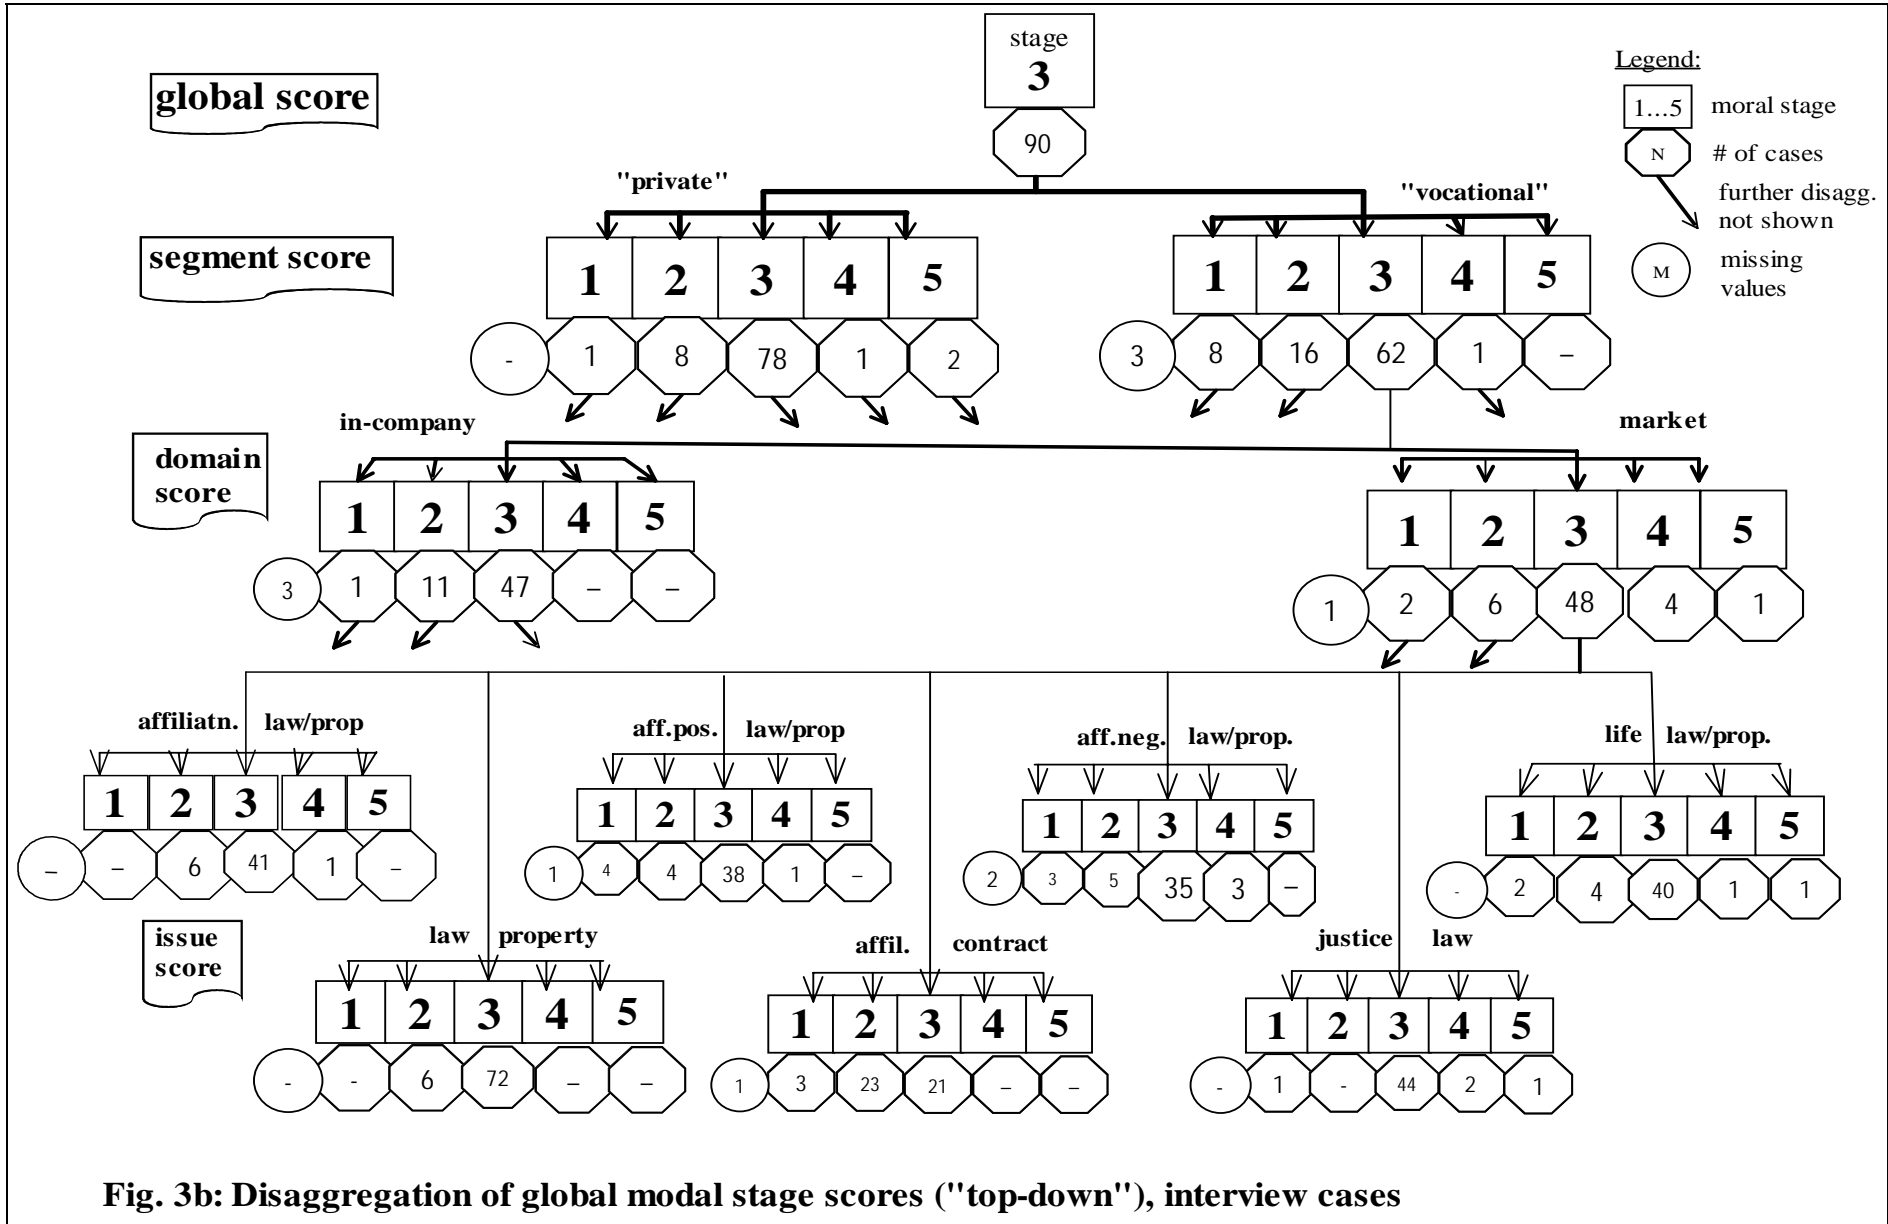 stage
3
90
global score
Legend:
1...5 moral stage
N # of cases
further disagg.
not shown
M missing
values
"private" "vocational"
segment score
1 2 3 4 5
- 1 8 78 1 2
1 2 3 4 5
3 8 16 62 1 –
in-company market
domain
score
1 2 3 4 5
3 1 11 47 – –
1 2 3 4 5
1 2 6 48 4 1
affiliatn. law/prop
1 2 3 4 5
– – 6 41 1 –
aff.pos. law/prop
1 2 3 4 5
1 4 4 38 1 –
aff.neg. law/prop.
1 2 3 4 5
2 3 5 35 3 –
life law/prop.
1 2 3 4 5
- 2 4 40 1 1
issue
score
law property
1 2 3 4 5
- - 6 72 – –
affil. contract
1 2 3 4 5
1 3 23 21 – –
justice law
1 2 3 4 5
- 1 - 44 2 1
Fig. 3b: Disaggregation of global modal stage scores ("top-down"), interview cases